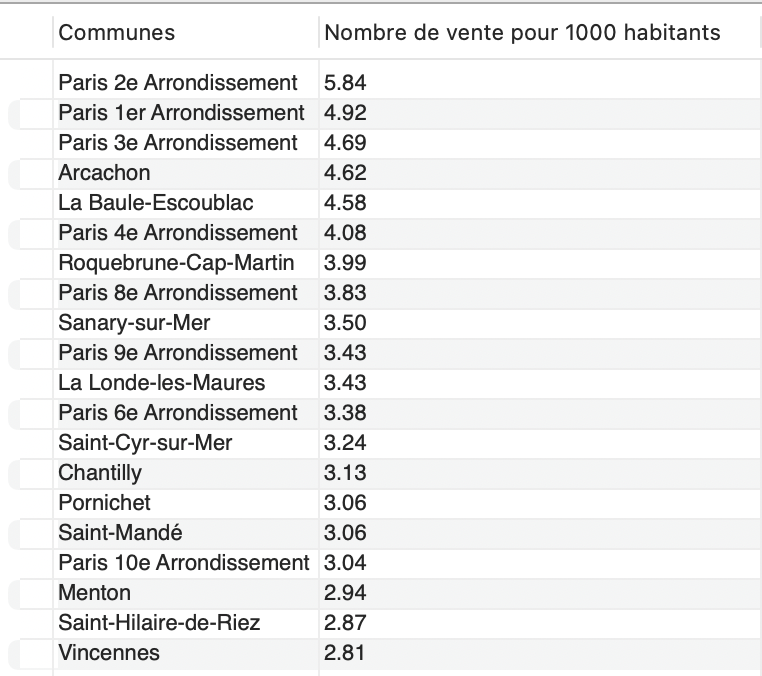 Communes Nombre de vente pour 1000 habitants
Paris 2e Arrondissement 5.84
Paris 1er Arrondissement 4.92
Paris 3e Arrondissement 4.69
Arcachon 4.62
La Baule-Escoublac 4.58
Paris 4e Arrondissement 4.08
Roquebrune-Cap-Martin 3.99
Paris 8e Arrondissement 3.83
Sanary-sur-Mer 3.50
Paris 9e Arrondissement 3.43
La Londe-les-Maures 3.43
Paris 6e Arrondissement 3.38
Saint-Cyr-sur-Mer 3.24
Chantilly 3.13
Pornichet 3.06
Saint-Mandé 3.06
Paris 10e Arrondissement 3.04
Menton 2.94
Saint-Hilaire-de-Riez 2.87
Vincennes 2.81